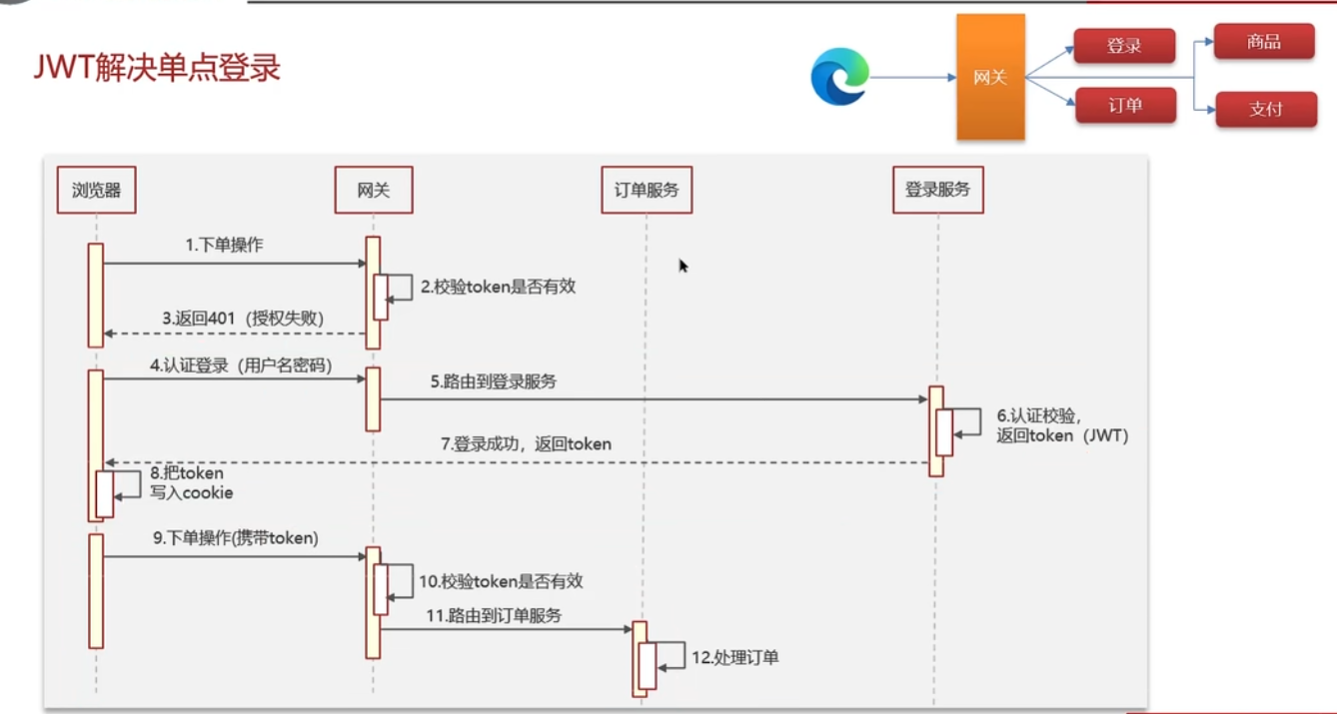 JWT解决单点登录
网关
登录
订单
商品
支付
浏览器
网关
订单服务
登录服务
1.下单操作
2.校验token是否有效
3.返回401（授权失败）
4.认证登录（用户名密码）
5.路由到登录服务
6.认证校验，
返回token（JWT）
7.登录成功，返回token
8.把token
写入cookie
9.下单操作(携带token)
10.校验token是否有效
11.路由到订单服务
12.处理订单